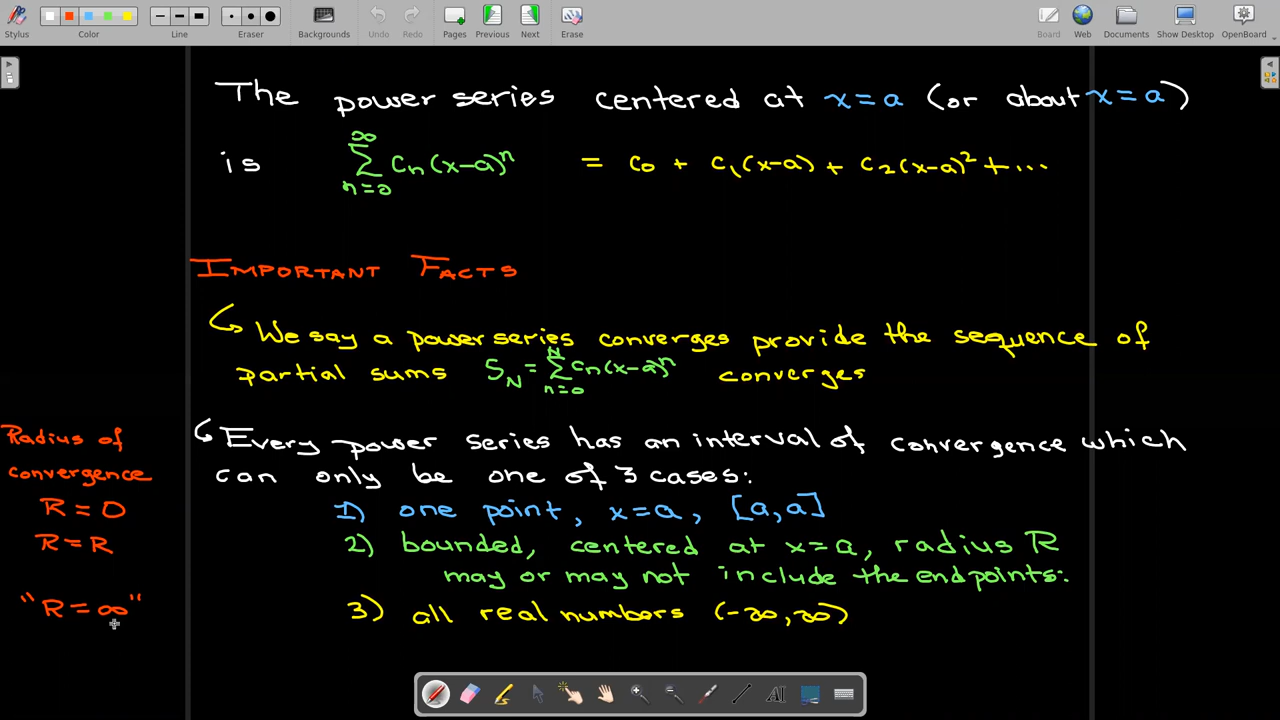 Stylus Color Line Eraser Backgrounds Undo Redo Pages Previous Next Erase Board Web Documents Show Desktop OpenBoard
The power series centered at x=a (or about x=a)
is ∞ Σ n=0 cn(x-a)^n = c0 + c1(x-a) + c2(x-a)^2 + ...
IMPORTANT FACTS
We say a power series converges provide the sequence of
partial sums S_N = N Σ n=0 cn(x-a)^n converges
Radius of
convergence
R = 0
R = R
"R = ∞"
Every power series has an interval of convergence which
can only be one of 3 cases:
1) one point, x=a, [a,a]
2) bounded, centered at x=a, radius R
may or may not include the endpoints.
3) all real numbers (-∞,∞)